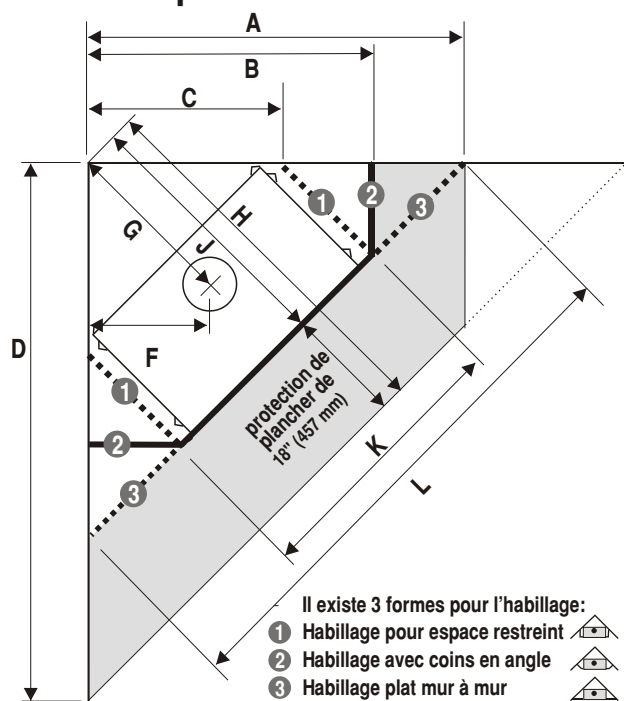 A
B
C
1
2
3
H
G
J
D
F
1
2
3
protection de
plancher de
18" (457 mm)
K
L
Il existe 3 formes pour l'habillage:
1 Habillage pour espace restreint
2 Habillage avec coins en angle
3 Habillage plat mur à mur